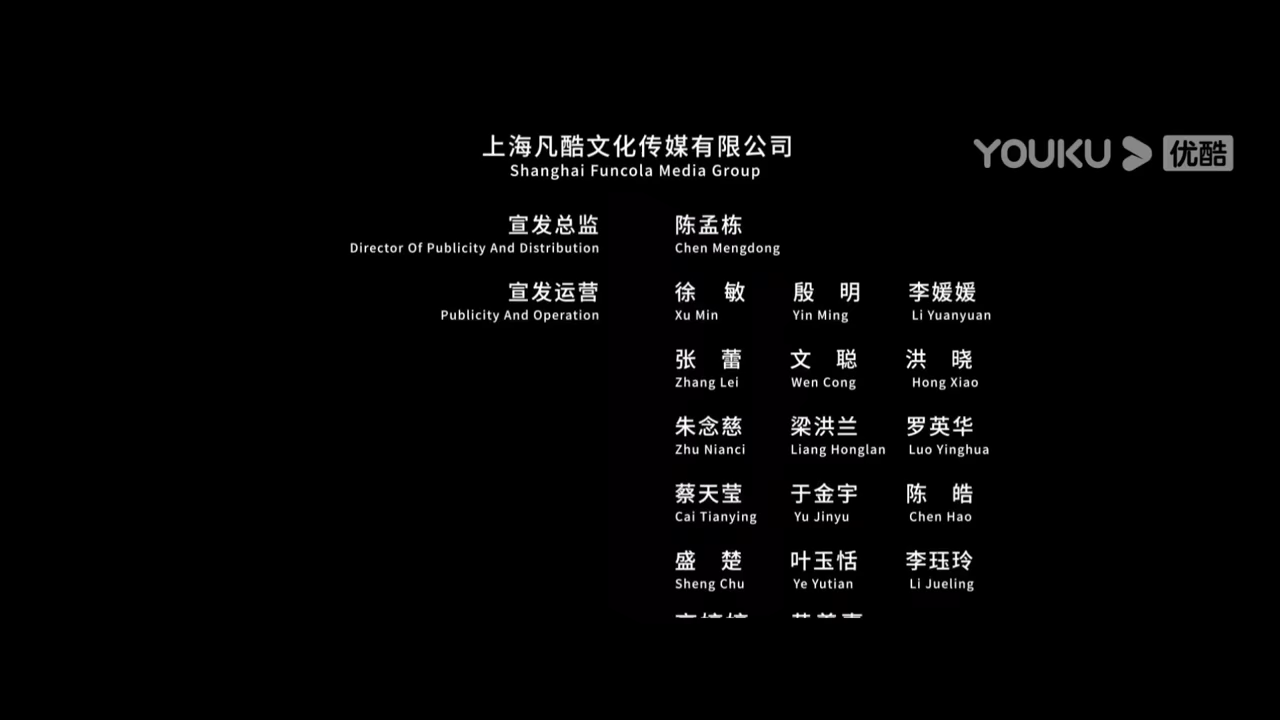 上海凡酷文化传媒有限公司
Shanghai Funcola Media Group
YOUKU 优酷
宣发总监 陈孟栋
Director Of Publicity And Distribution Chen Mengdong
宣发运营 徐 敏 殷 明 李媛媛
Publicity And Operation Xu Min Yin Ming Li Yuanyuan
张 蕾 文 聪 洪 晓
Zhang Lei Wen Cong Hong Xiao
朱念慈 梁洪兰 罗英华
Zhu Nianci Liang Honglan Luo Yinghua
蔡天莹 于金宇 陈 皓
Cai Tianying Yu Jinyu Chen Hao
盛 楚 叶玉恬 李珏玲
Sheng Chu Ye Yutian Li Jueling